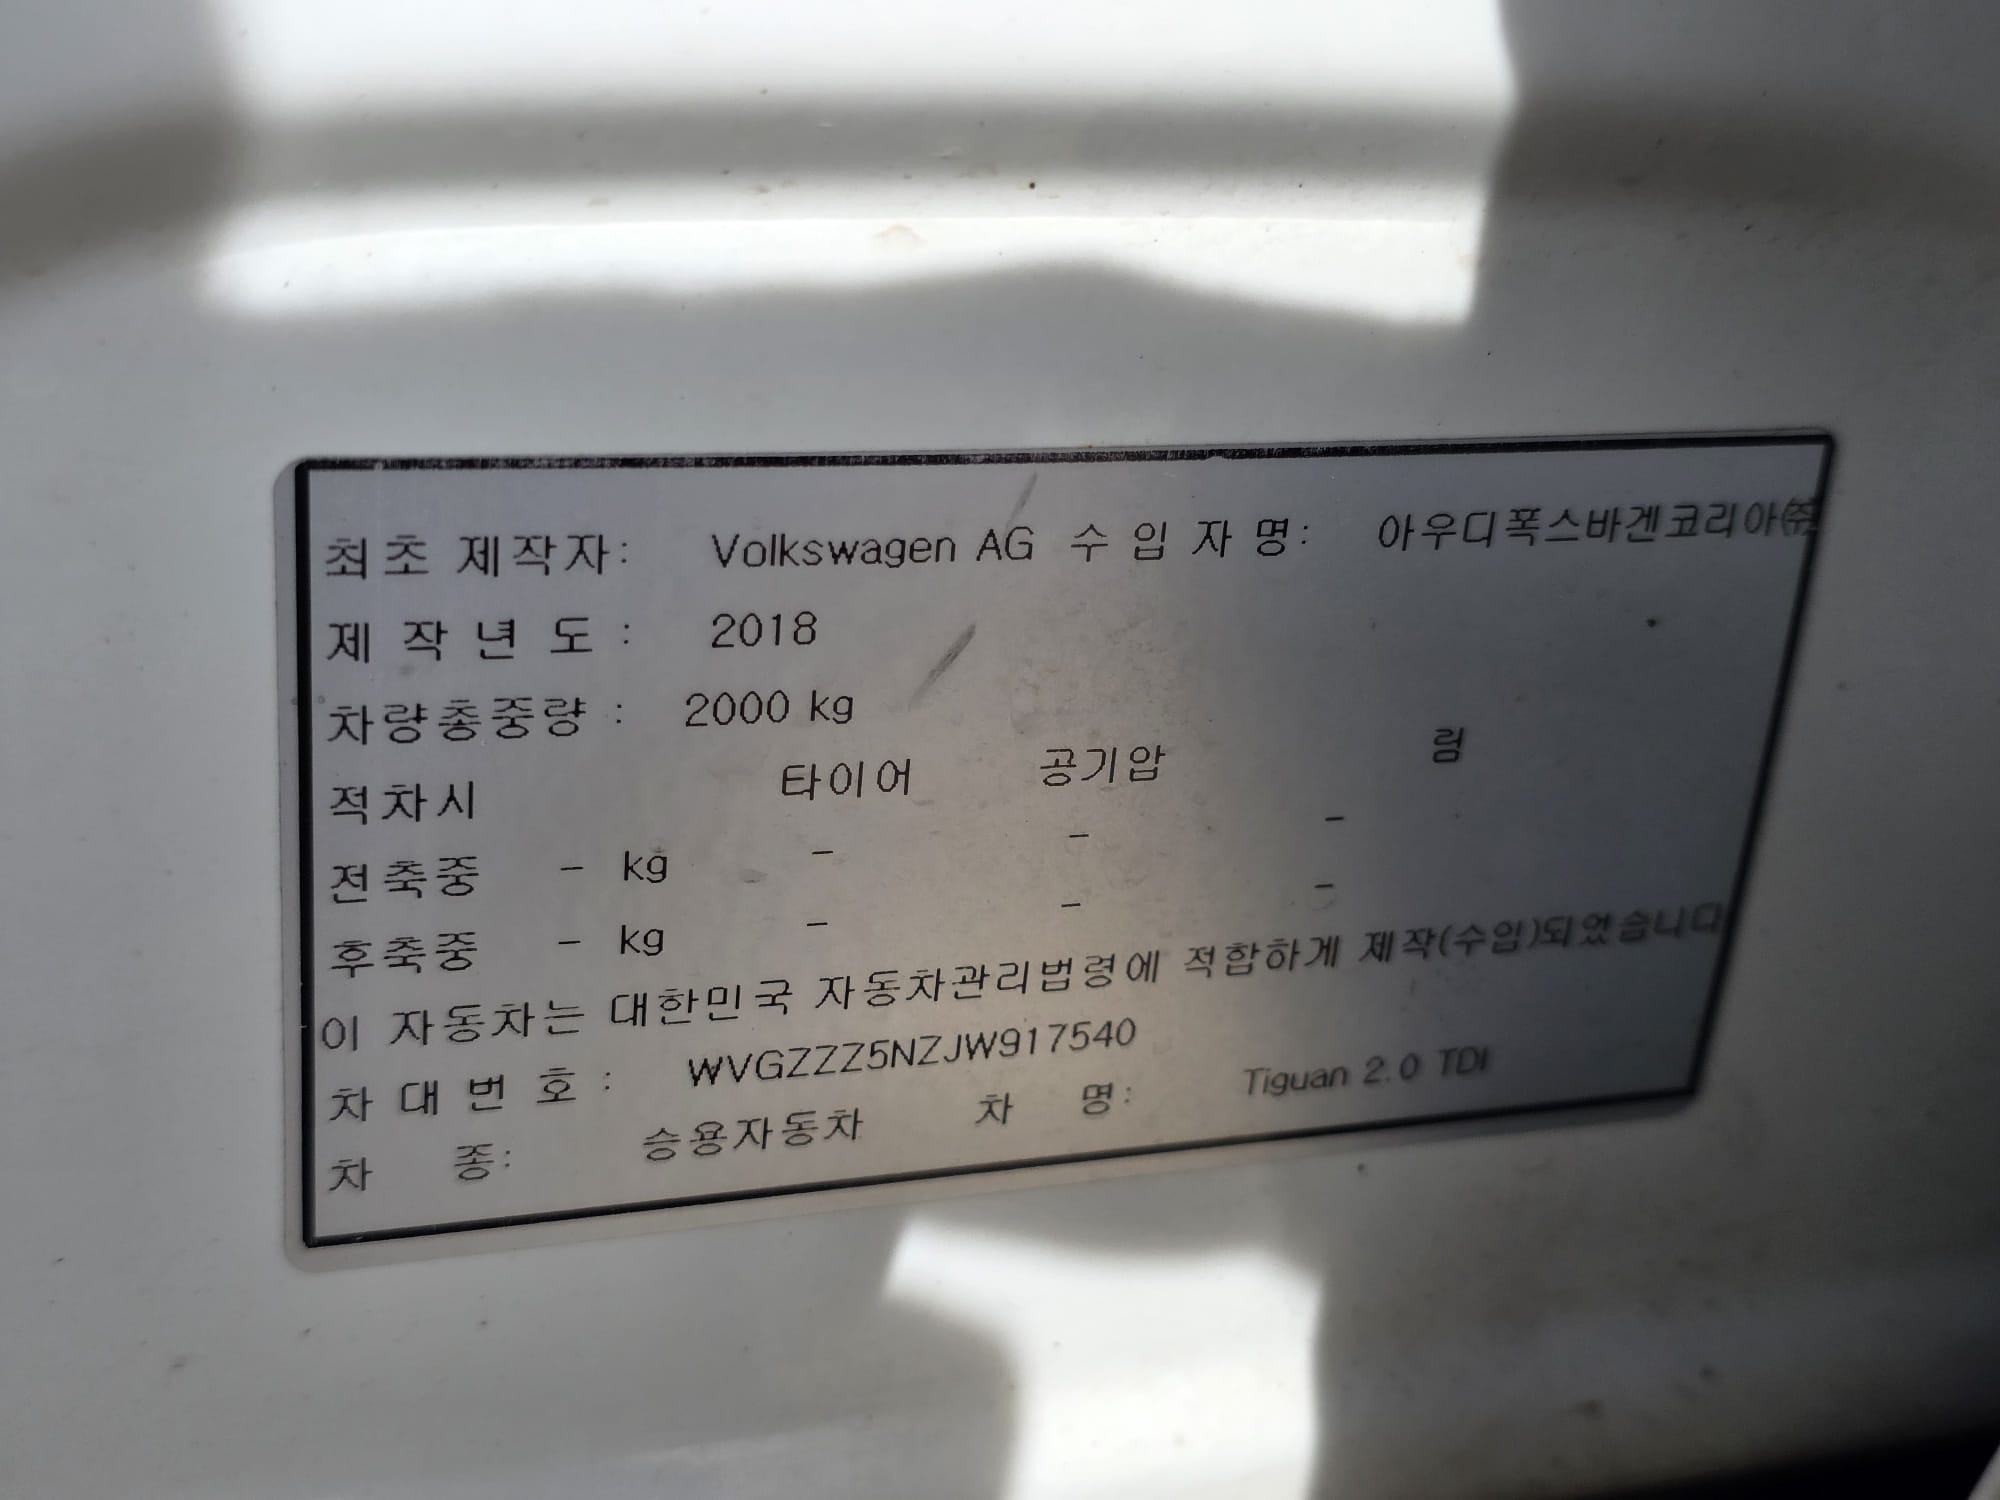 최초 제작자: Volkswagen AG 수 입 자 명: 아우디폭스바겐코리아㈜
제 작 년 도 : 2018
차량총중량 : 2000 kg
적차시 타이어 공기압 림
전축중 - kg - - -
후축중 - kg - - -
이 자동차는 대한민국 자동차관리법령에 적합하게 제작(수입)되었습니다
차 대 번 호 : WVGZZZ5NZJW917540
차 종: 승용자동차 차 명: Tiguan 2.0 TDI